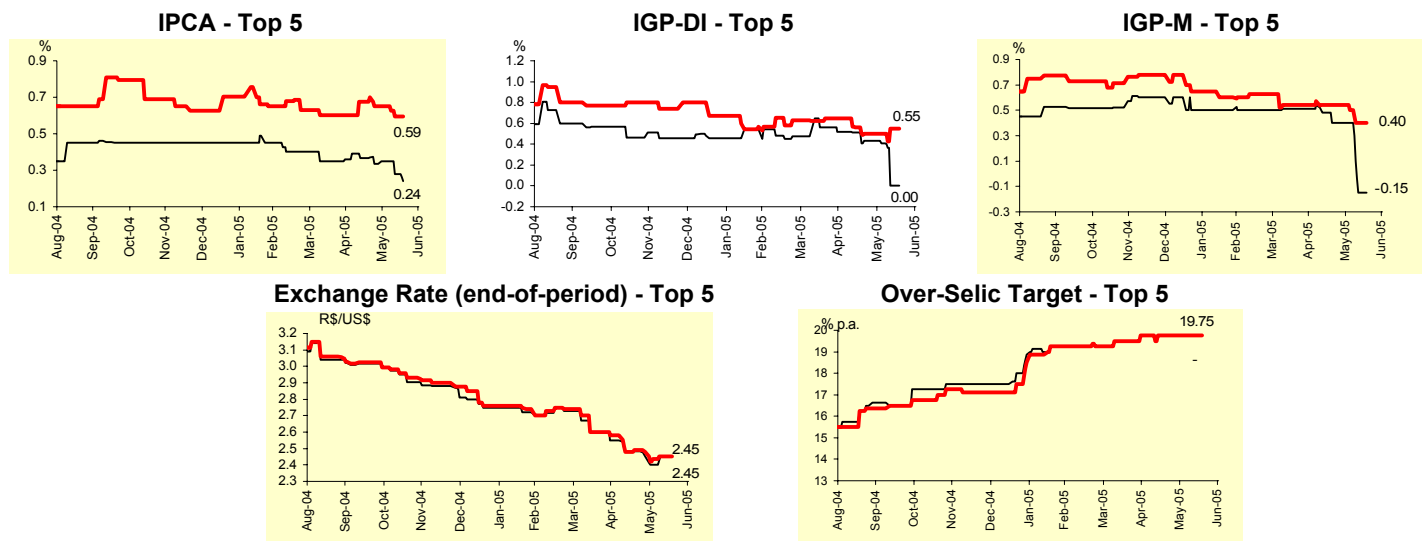 IPCA - Top 5
%
0.9
0.7
0.5
0.3
0.1
0.59
0.24
Aug-04
Sep-04
Oct-04
Nov-04
Dec-04
Jan-05
Feb-05
Mar-05
Apr-05
May-05
Jun-05
IGP-DI - Top 5
%
1.2
1.0
0.8
0.6
0.4
0.2
0.0
-0.2
0.55
0.00
Aug-04
Sep-04
Oct-04
Nov-04
Dec-04
Jan-05
Feb-05
Mar-05
Apr-05
May-05
Jun-05
IGP-M - Top 5
%
0.9
0.7
0.5
0.3
0.1
-0.1
-0.3
0.40
-0.15
Aug-04
Sep-04
Oct-04
Nov-04
Dec-04
Jan-05
Feb-05
Mar-05
Apr-05
May-05
Jun-05
Exchange Rate (end-of-period) - Top 5
R$/US$
3.2
3.1
3.0
2.9
2.8
2.7
2.6
2.5
2.4
2.3
2.45
2.45
Aug-04
Sep-04
Oct-04
Nov-04
Dec-04
Jan-05
Feb-05
Mar-05
Apr-05
May-05
Jun-05
Over-Selic Target - Top 5
% p.a.
20
19
18
17
16
15
14
13
19.75
-
Aug-04
Sep-04
Oct-04
Nov-04
Dec-04
Jan-05
Feb-05
Mar-05
Apr-05
May-05
Jun-05